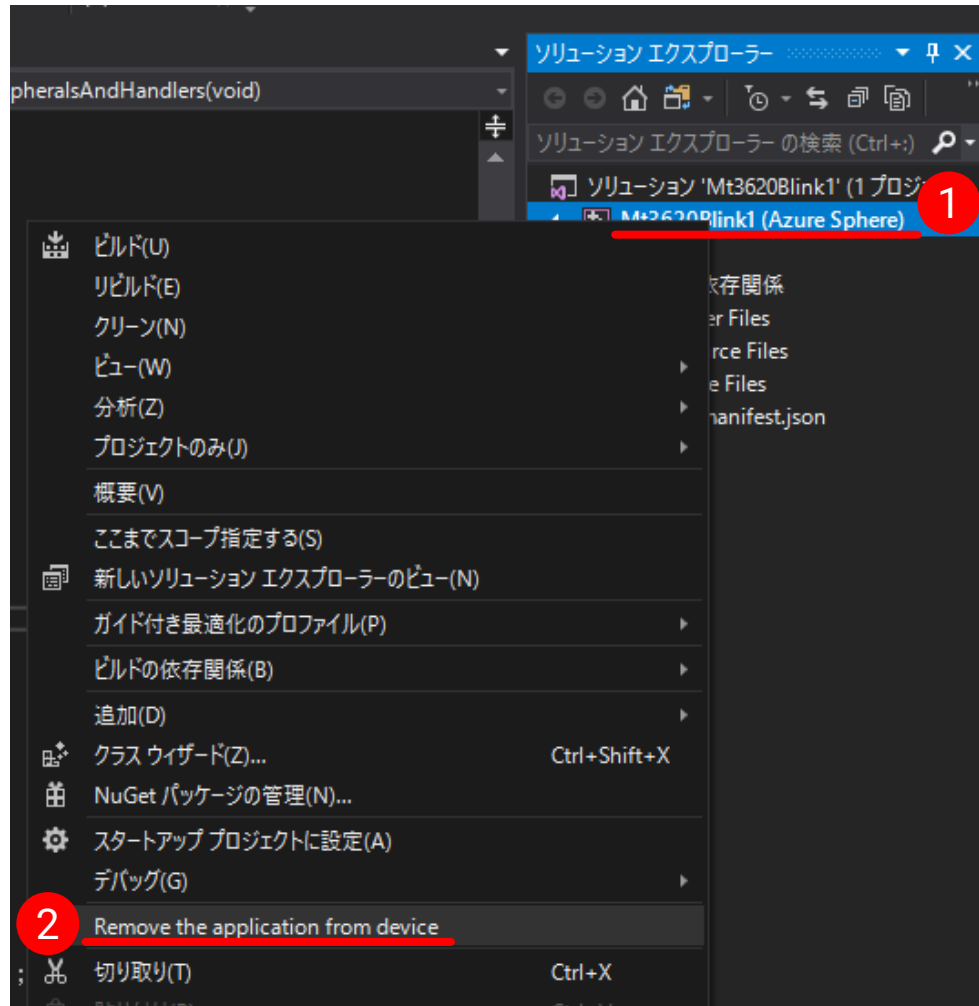 pheralsAndHandlers(void)
ソリューション エクスプローラー
ソリューション エクスプローラー の検索 (Ctrl+:)
ソリューション 'Mt3620Blink1' (1 プロジ
1
Mt3620Blink1 (Azure Sphere)
依存関係
er Files
rce Files
e Files
manifest.json
ビルド(U)
リビルド(E)
クリーン(N)
ビュー(W)
分析(Z)
プロジェクトのみ(J)
概要(V)
ここまでスコープ指定する(S)
新しいソリューション エクスプローラーのビュー(N)
ガイド付き最適化のプロファイル(P)
ビルドの依存関係(B)
追加(D)
クラス ウィザード(Z)... Ctrl+Shift+X
NuGet パッケージの管理(N)...
スタートアップ プロジェクトに設定(A)
デバッグ(G)
2 Remove the application from device
; 切り取り(T) Ctrl+X